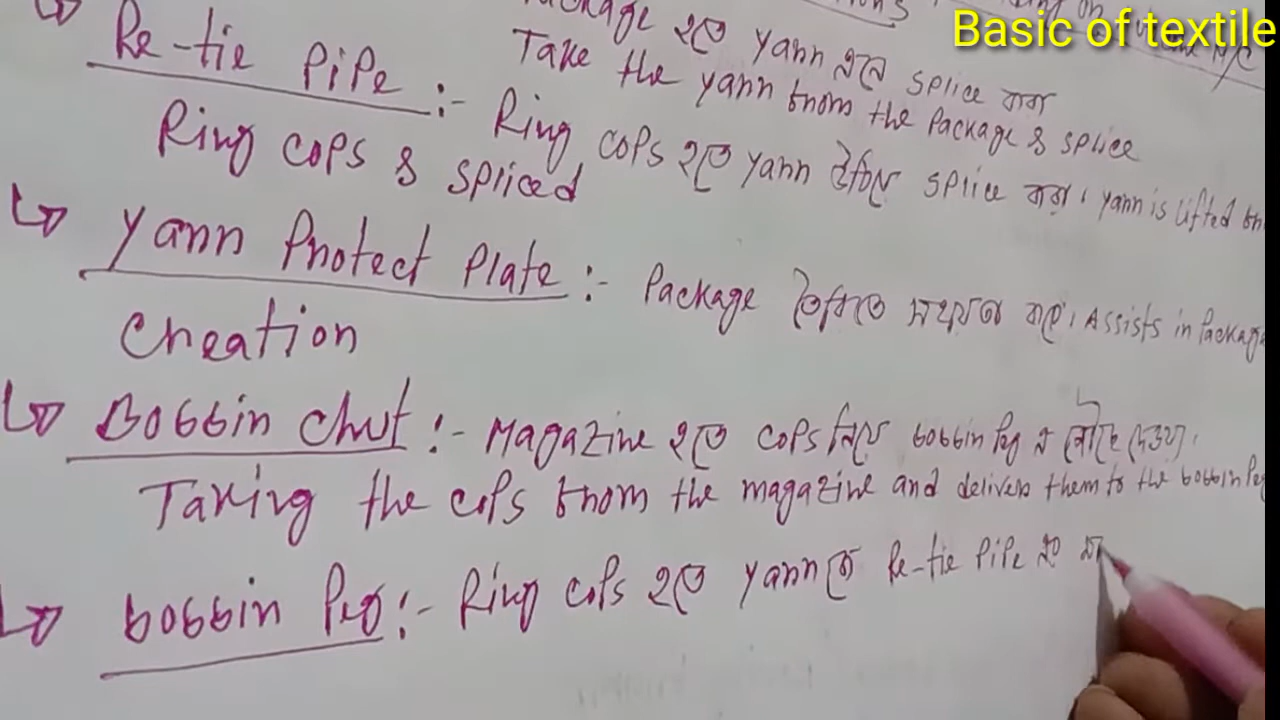 Basic of textile
Package হতে yarn এনে splice করা
Take the yarn from the Package & splice
Re-tie Pipe :- Ring cops হতে yarn উঠিয়ে splice করা। yarn is lifted
Ring cops & spliced
↳ Yarn Protect Plate :- Package তৈরিতে সহায়তা করে। Assists in Package
Creation
↳ Bobbin Chut :- Magazine হতে cops নিয়ে bobbin Peg এ পৌছে দেওয়া।
Taking the cops from the magazine and delivers them to the bobbin Peg
↳ bobbin Peg :- Ring cops হতে yarn কে Re-tie Pipe